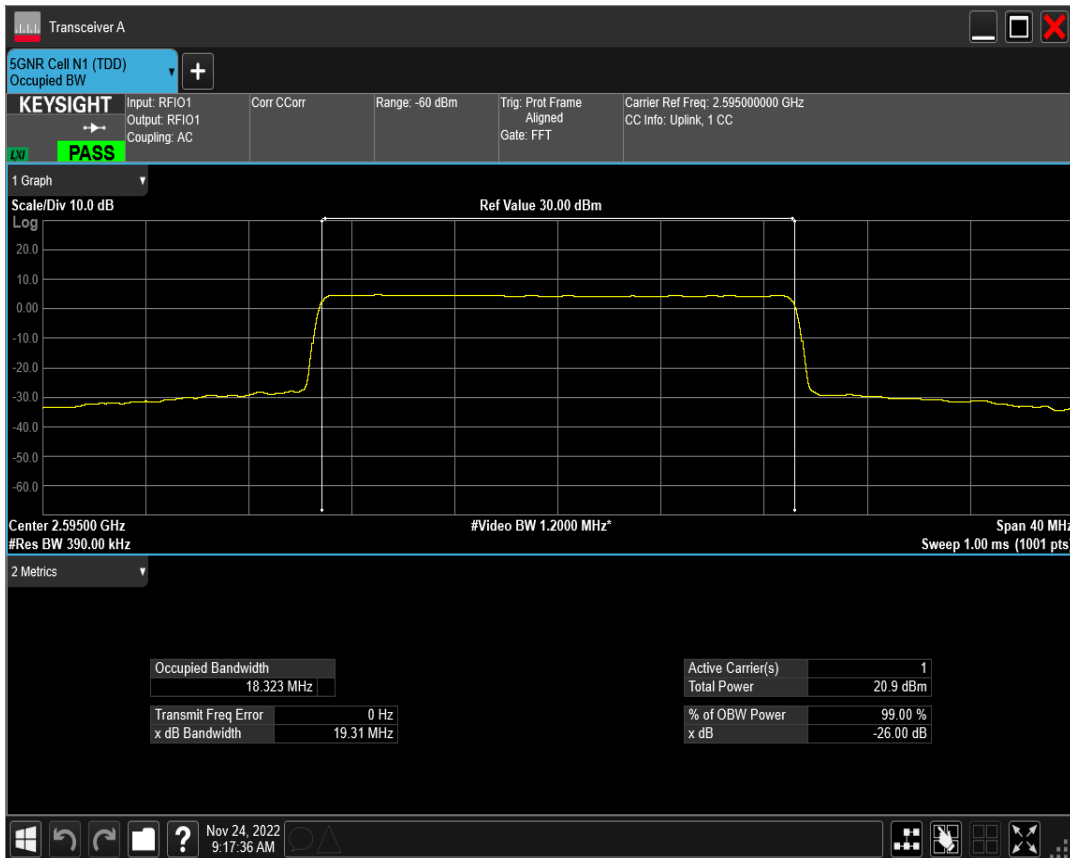 Transceiver A
5GNR Cell N1 (TDD)
Occupied BW
KEYSIGHT
LXI
PASS
Input: RFIO1
Output: RFIO1
Coupling: AC
Corr CCorr
Range: -60 dBm
Trig: Prot Frame
Aligned
Gate: FFT
Carrier Ref Freq: 2.595000000 GHz
CC Info: Uplink, 1 CC
1 Graph
Scale/Div 10.0 dB
Ref Value 30.00 dBm
Log
20.0
10.0
0.00
-10.0
-20.0
-30.0
-40.0
-50.0
-60.0
Center 2.59500 GHz
#Video BW 1.2000 MHz*
Span 40 MHz
#Res BW 390.00 kHz
Sweep 1.00 ms (1001 pts)
2 Metrics
Occupied Bandwidth
18.323 MHz
Transmit Freq Error 0 Hz
x dB Bandwidth 19.31 MHz
Active Carrier(s) 1
Total Power 20.9 dBm
% of OBW Power 99.00 %
x dB -26.00 dB
?
Nov 24, 2022
9:17:36 AM